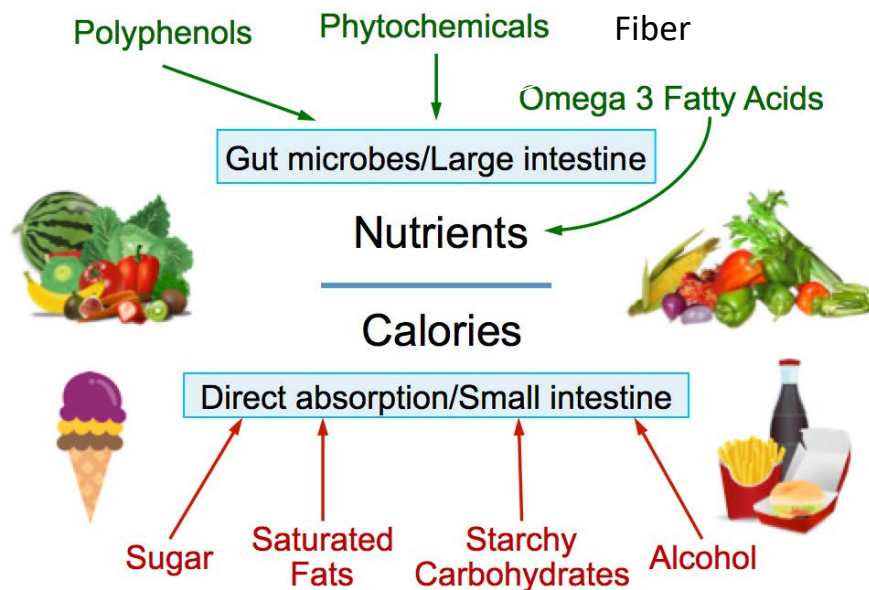 Polyphenols
Phytochemicals
Fiber
Omega 3 Fatty Acids
Gut microbes/Large intestine
Nutrients
Calories
Direct absorption/Small intestine
Sugar
Saturated
Fats
Starchy
Carbohydrates
Alcohol